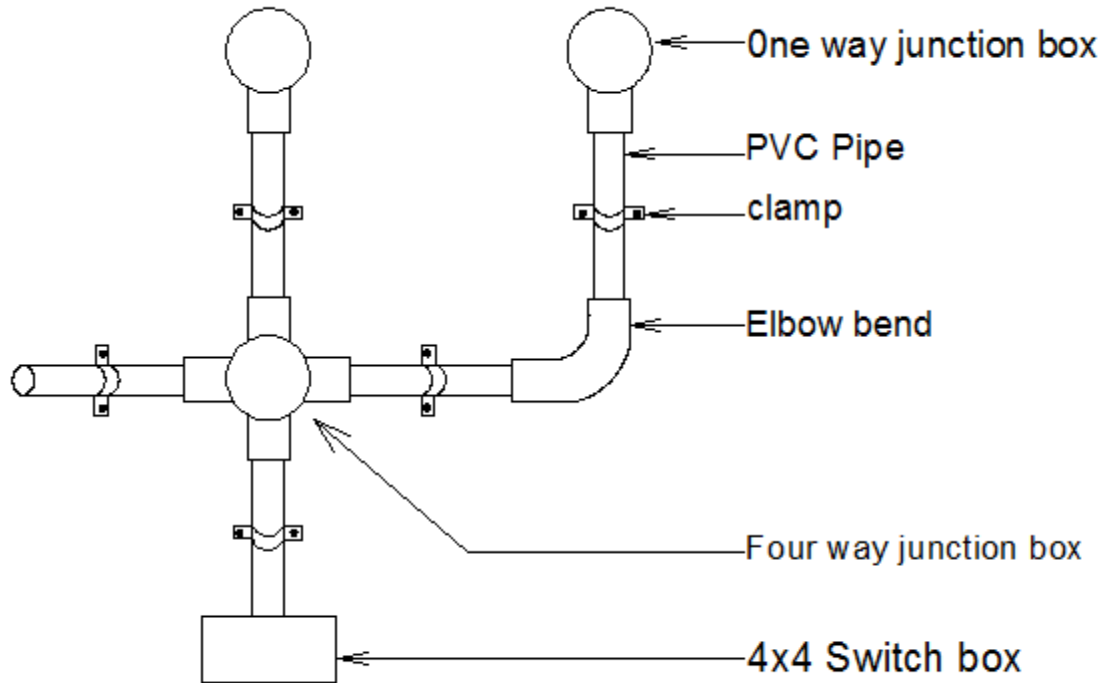 0ne way junction box
PVC Pipe
clamp
Elbow bend
Four way junction box
4x4 Switch box